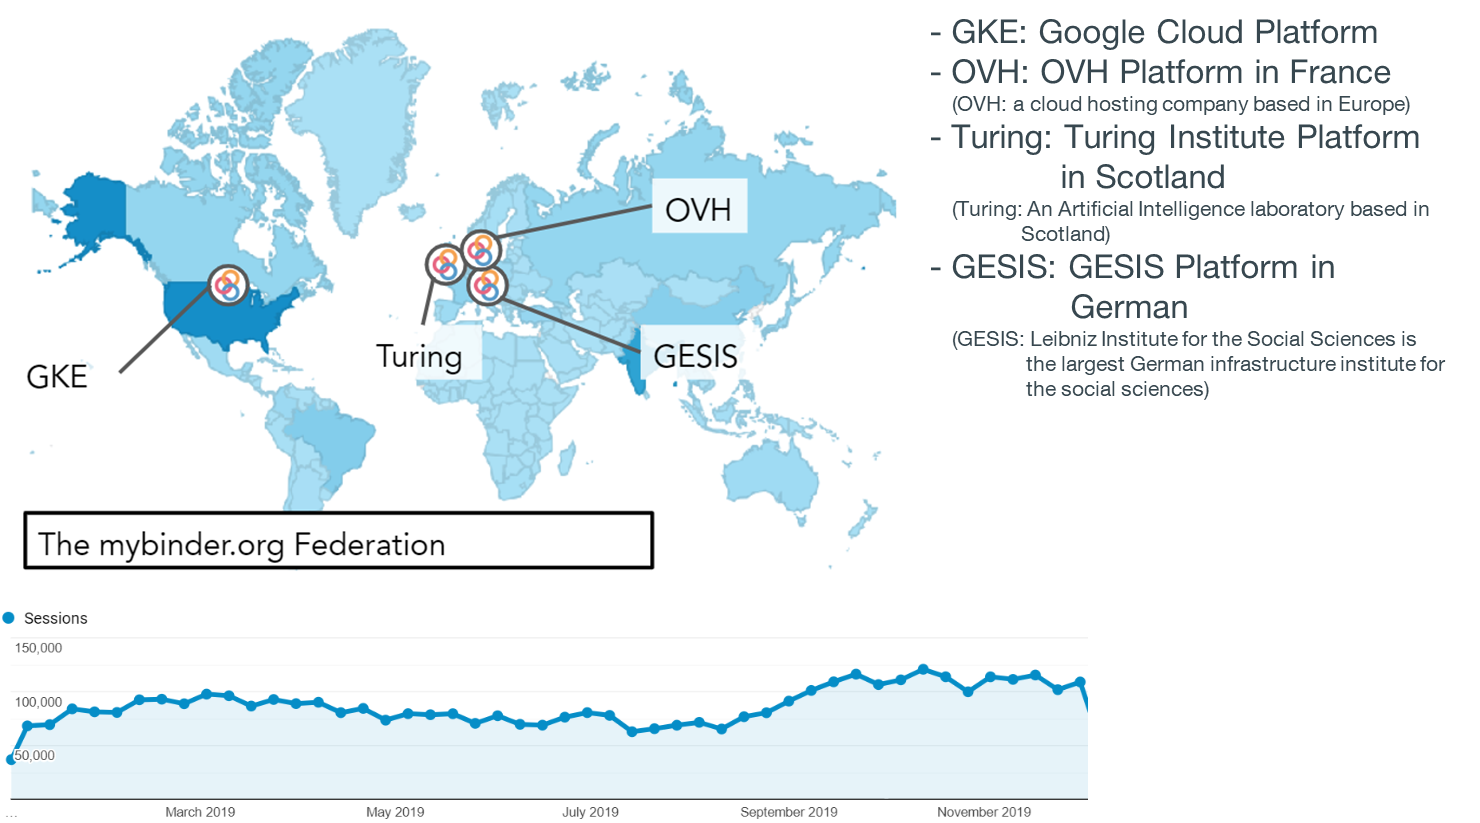 - GKE: Google Cloud Platform
- OVH: OVH Platform in France
(OVH: a cloud hosting company based in Europe)
- Turing: Turing Institute Platform
in Scotland
(Turing: An Artificial Intelligence laboratory based in
Scotland)
- GESIS: GESIS Platform in
German
(GESIS: Leibniz Institute for the Social Sciences is
the largest German infrastructure institute for
the social sciences)
OVH
Turing
GESIS
GKE
The mybinder.org Federation
Sessions
150,000
100,000
50,000
... March 2019 May 2019 July 2019 September 2019 November 2019